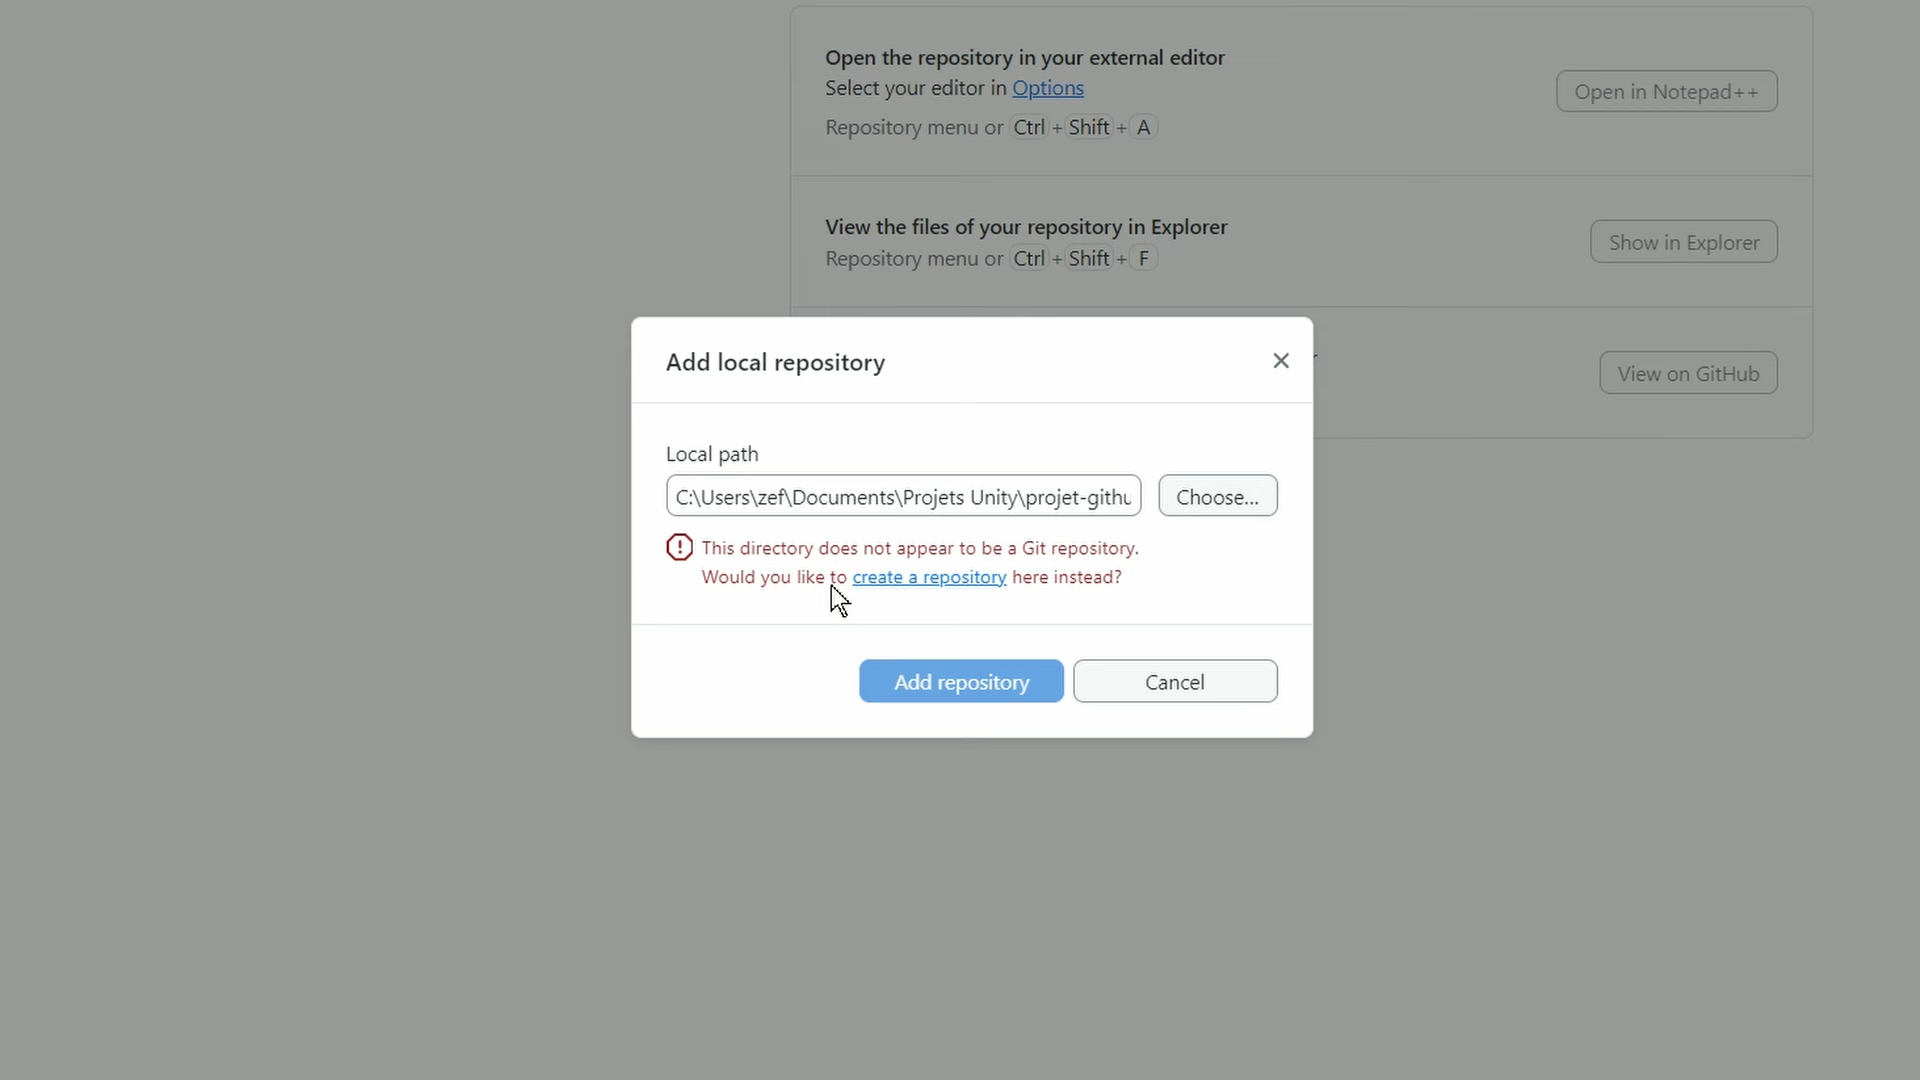 Open the repository in your external editor
Select your editor in Options
Repository menu or Ctrl + Shift + A
Open in Notepad++
View the files of your repository in Explorer
Repository menu or Ctrl + Shift + F
Show in Explorer
View on GitHub
Add local repository
Local path
C:\Users\zef\Documents\Projets Unity\projet-githu
Choose...
This directory does not appear to be a Git repository.
Would you like to create a repository here instead?
Add repository
Cancel